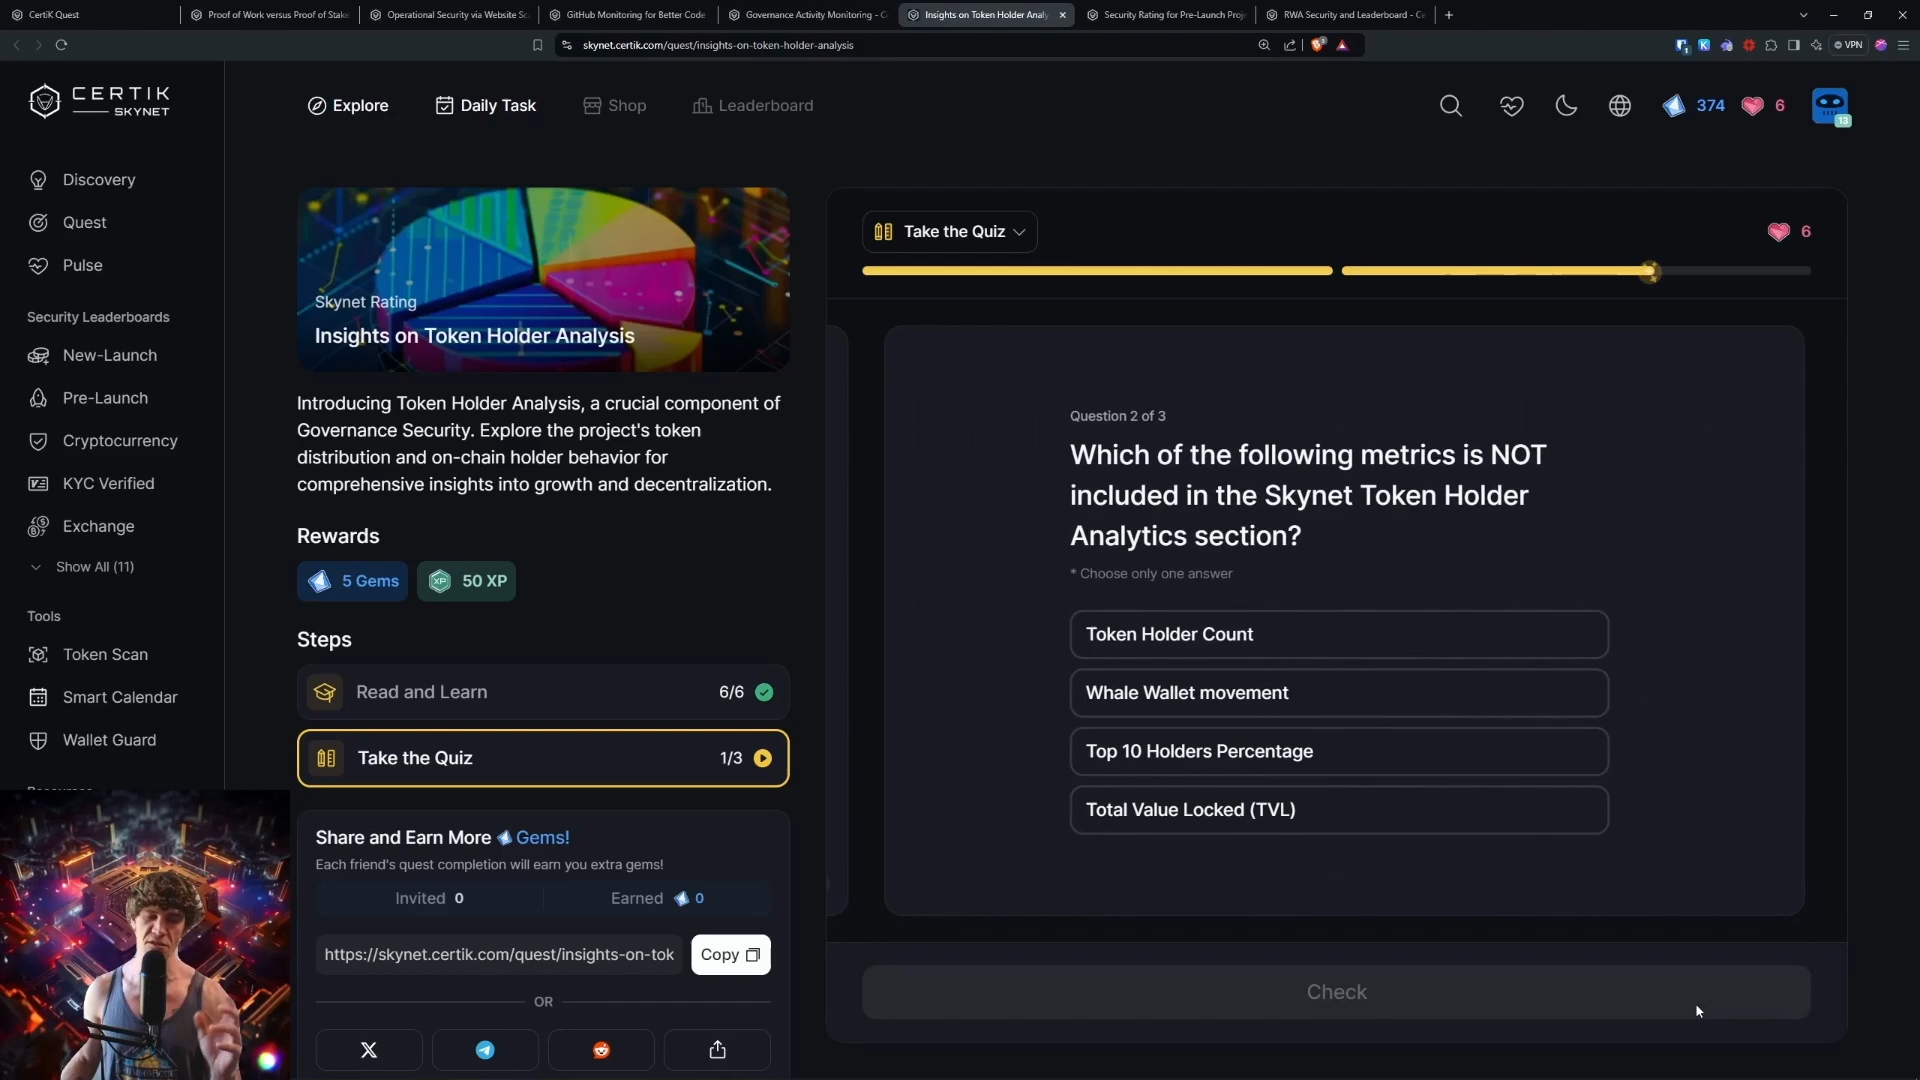 CertiK Quest
Proof of Work versus Proof of Stake
Operational Security via Website Sc
GitHub Monitoring for Better Code
Governance Activity Monitoring - C
Insights on Token Holder Analy
Security Rating for Pre-Launch Proj
RWA Security and Leaderboard - Ce
skynet.certik.com/quest/insights-on-token-holder-analysis
VPN
CERTIK
SKYNET
Explore
Daily Task
Shop
Leaderboard
374
6
13
Discovery
Quest
Pulse
Security Leaderboards
New-Launch
Pre-Launch
Cryptocurrency
KYC Verified
Exchange
Show All (11)
Tools
Token Scan
Smart Calendar
Wallet Guard
Skynet Rating
Insights on Token Holder Analysis
Introducing Token Holder Analysis, a crucial component of
Governance Security. Explore the project's token
distribution and on-chain holder behavior for
comprehensive insights into growth and decentralization.
Rewards
5 Gems
XP
50 XP
Steps
Read and Learn
6/6
Take the Quiz
1/3
Share and Earn More Gems!
Each friend's quest completion will earn you extra gems!
Invited 0
Earned 0
https://skynet.certik.com/quest/insights-on-tok
Copy
OR
Take the Quiz
6
Question 2 of 3
Which of the following metrics is NOT
included in the Skynet Token Holder
Analytics section?
* Choose only one answer
Token Holder Count
Whale Wallet movement
Top 10 Holders Percentage
Total Value Locked (TVL)
Check